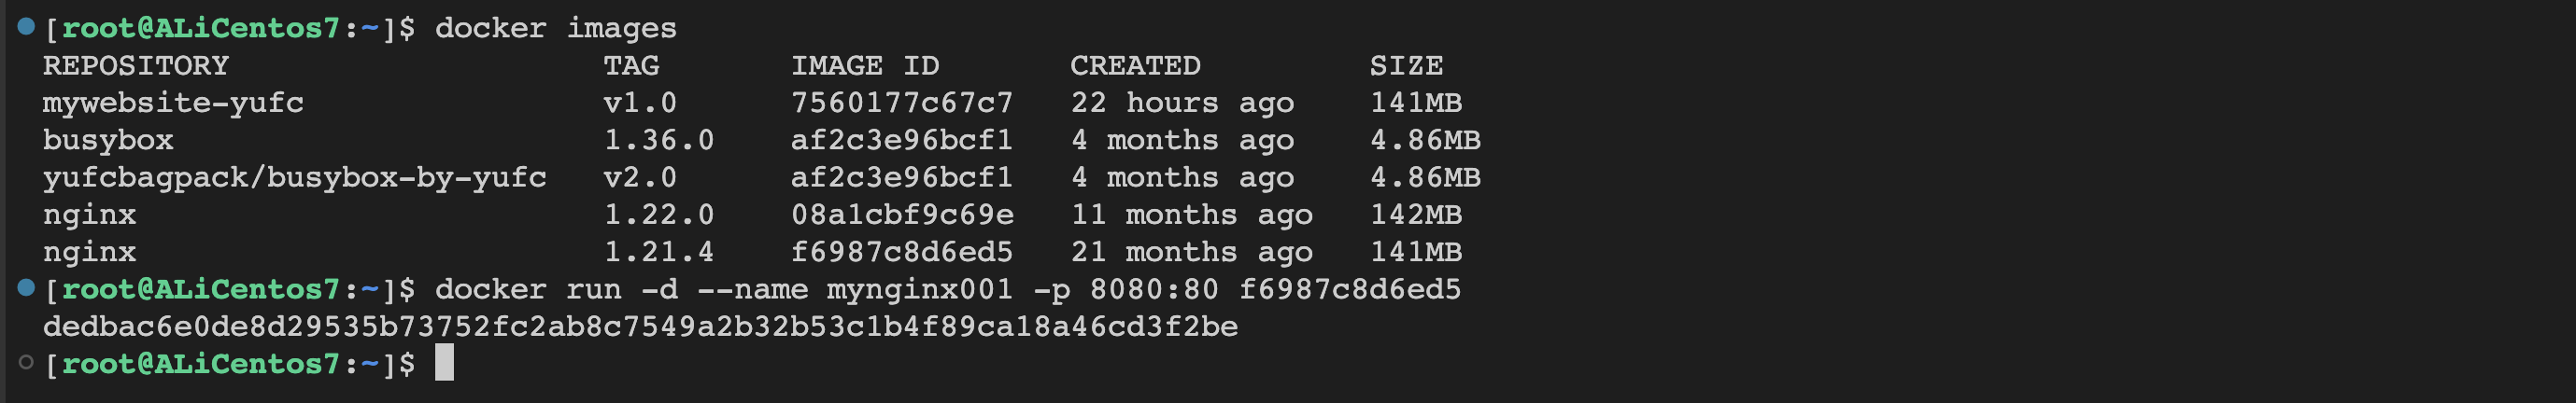 [root@ALiCentos7:~]$ docker images
REPOSITORY                    TAG       IMAGE ID       CREATED         SIZE
mywebsite-yufc                v1.0      7560177c67c7   22 hours ago    141MB
busybox                       1.36.0    af2c3e96bcf1   4 months ago    4.86MB
yufcbagpack/busybox-by-yufc   v2.0      af2c3e96bcf1   4 months ago    4.86MB
nginx                         1.22.0    08a1cbf9c69e   11 months ago   142MB
nginx                         1.21.4    f6987c8d6ed5   21 months ago   141MB
[root@ALiCentos7:~]$ docker run -d --name mynginx001 -p 8080:80 f6987c8d6ed5
dedbac6e0de8d29535b73752fc2ab8c7549a2b32b53c1b4f89ca18a46cd3f2be
[root@ALiCentos7:~]$